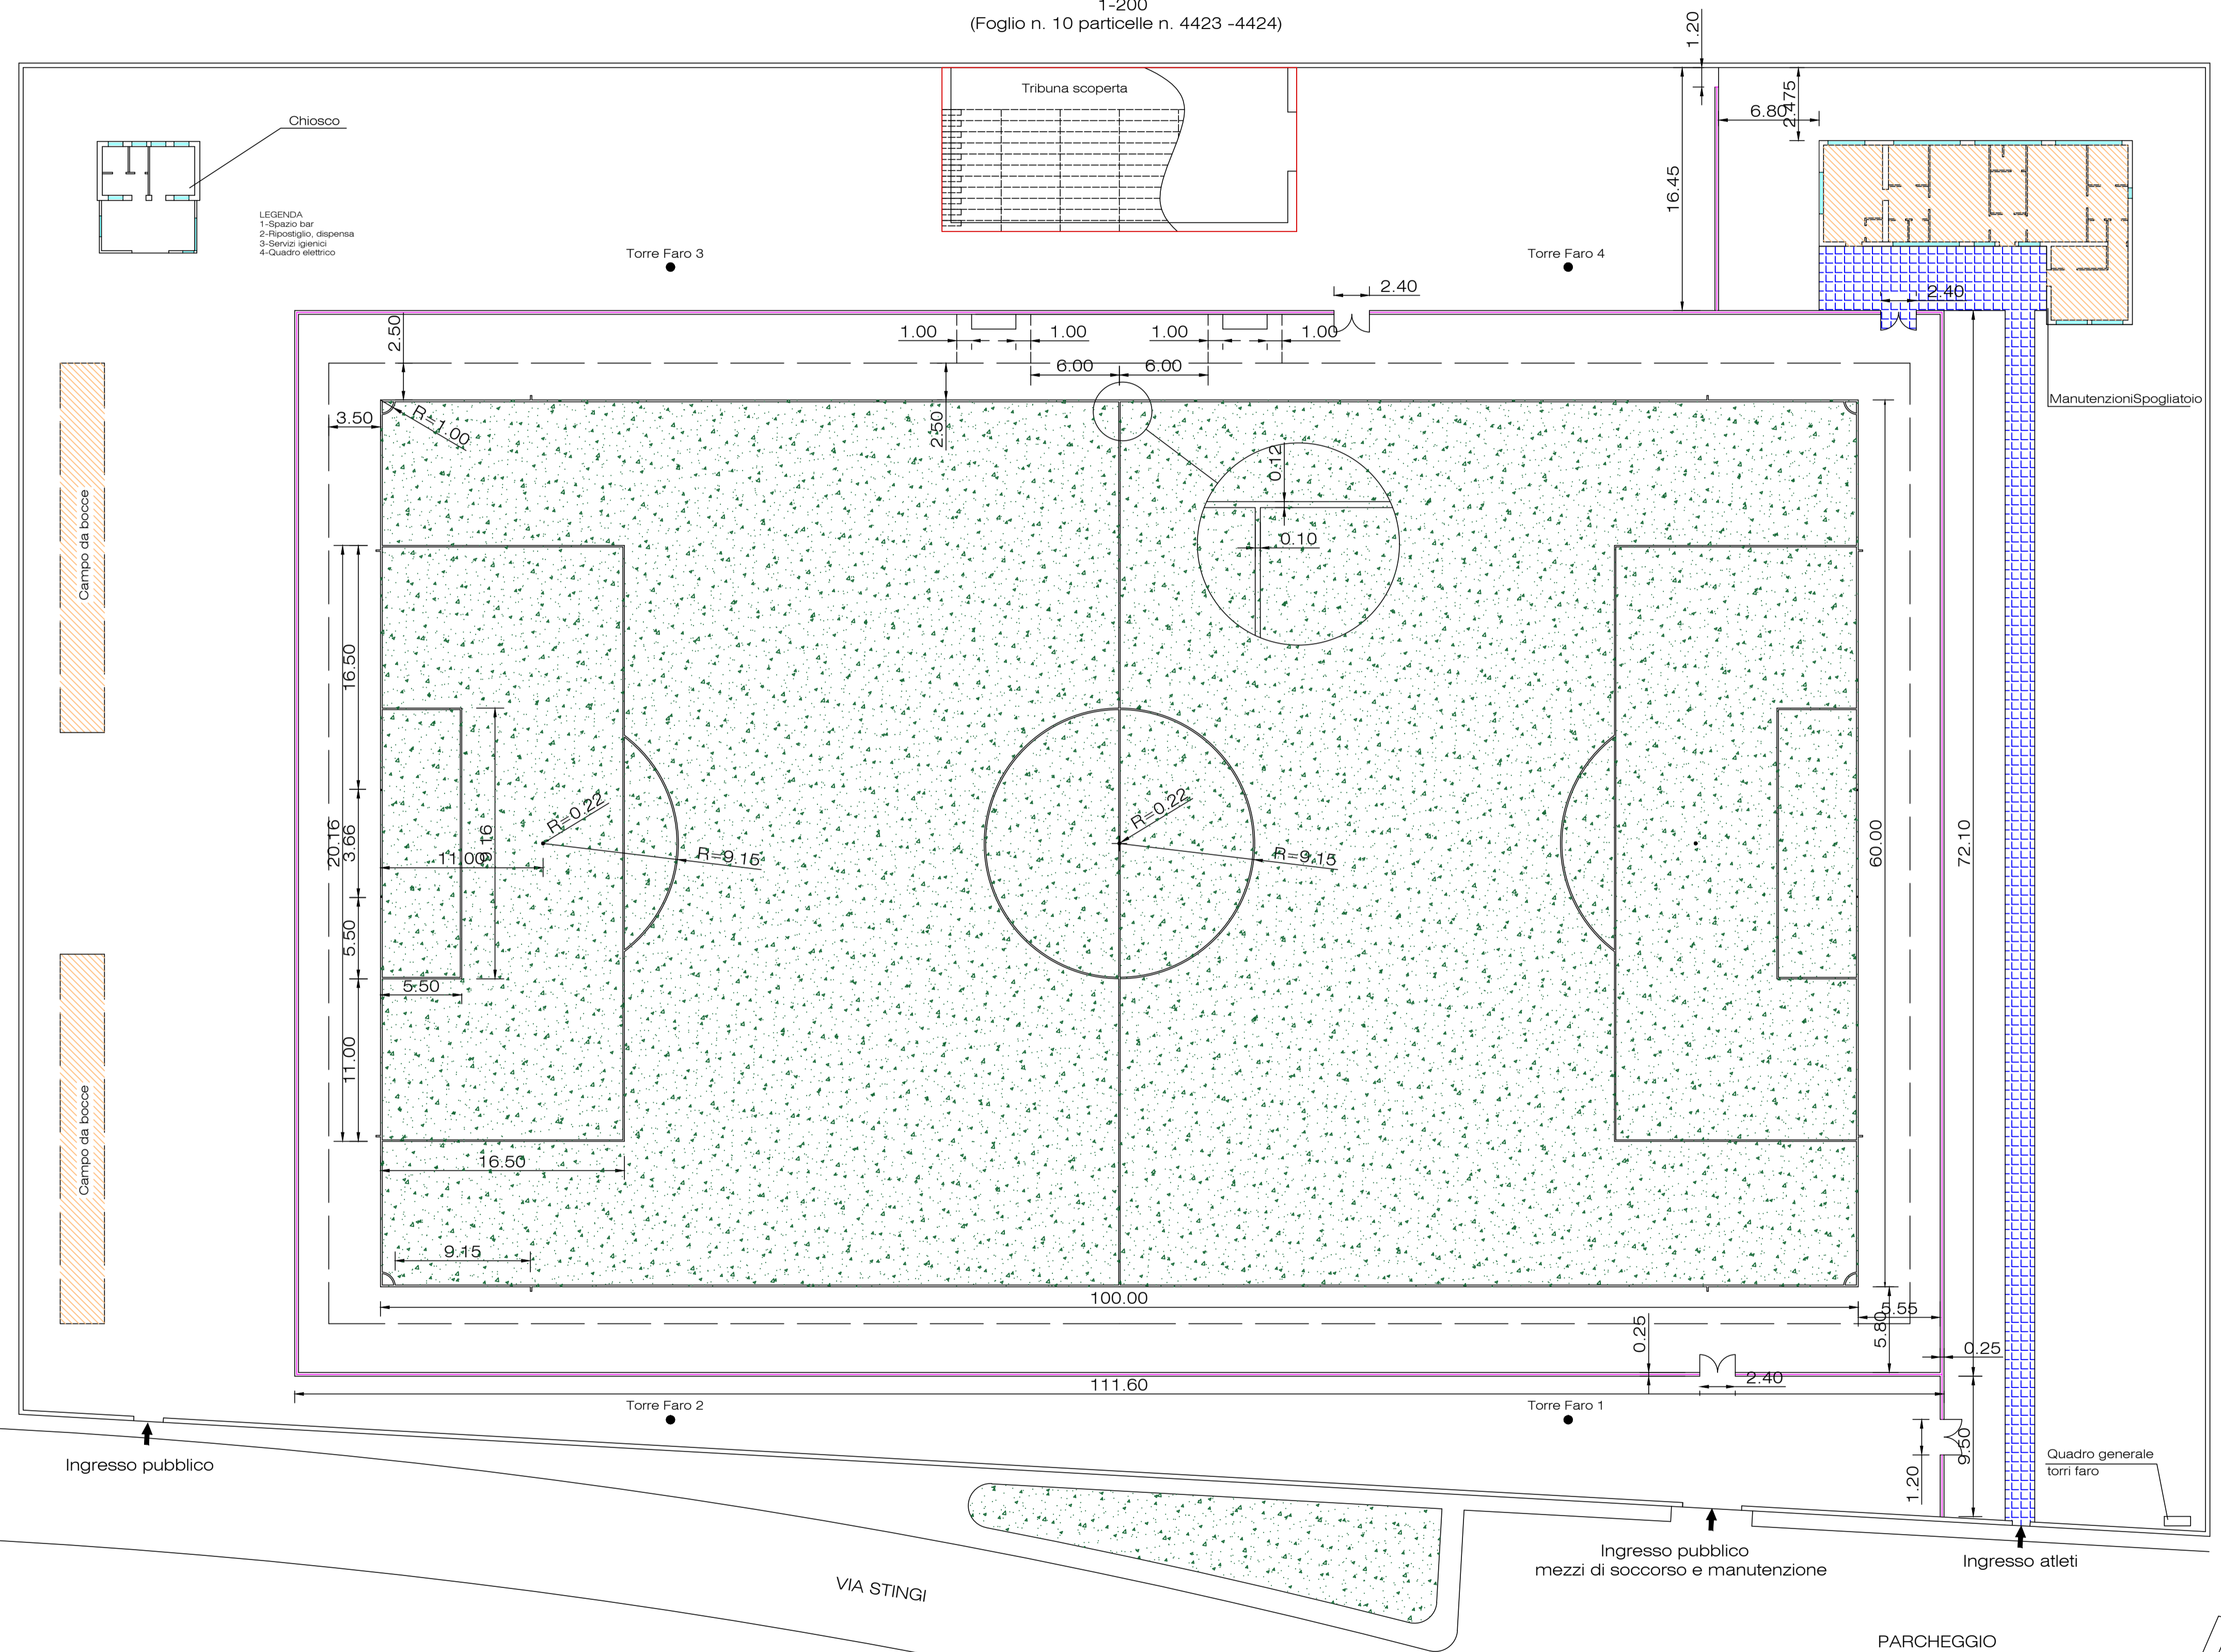 1-200
(Foglio n. 10 particelle n. 4423 -4424)
1.20
Tribuna scoperta
Chiosco
6.80
2.475
16.45
LEGENDA
1-Spazio bar
2-Ripostiglio, dispensa
3-Servizi igienici
4-Quadro elettrico
Torre Faro 3
Torre Faro 4
2.40
2.40
2.50
1.00
1.00
1.00
1.00
6.00
6.00
ManutenzioniSpogliatoio
3.50
R=1.00
2.50
0.12
0.10
Campo da bocce
16.50
R=0.22
R=0.22
20.16
3.66
9.16
11.00
R=9.15
R=9.15
60.00
72.10
5.50
5.50
11.00
Campo da bocce
16.50
9.15
100.00
5.55
5.80
0.25
0.25
111.60
2.40
Torre Faro 2
Torre Faro 1
9.50
1.20
Quadro generale
torri faro
Ingresso pubblico
Ingresso pubblico
mezzi di soccorso e manutenzione
Ingresso atleti
VIA STINGI
PARCHEGGIO